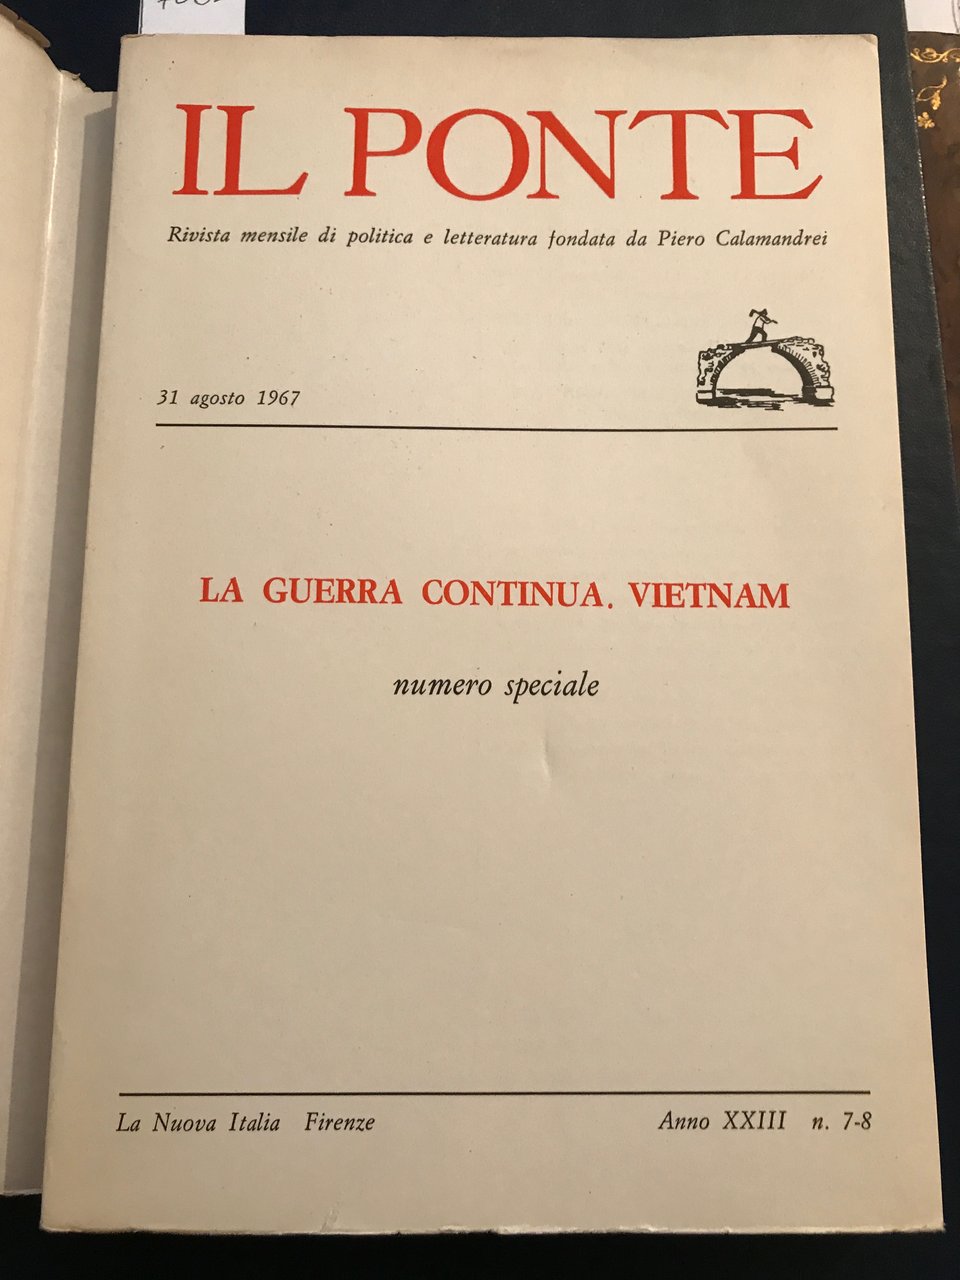 IL PONTE
Rivista mensile di politica e letteratura fondata da Piero Calamandrei
31 agosto 1967
LA GUERRA CONTINUA. VIETNAM
numero speciale
La Nuova Italia Firenze
Anno XXIII n. 7-8